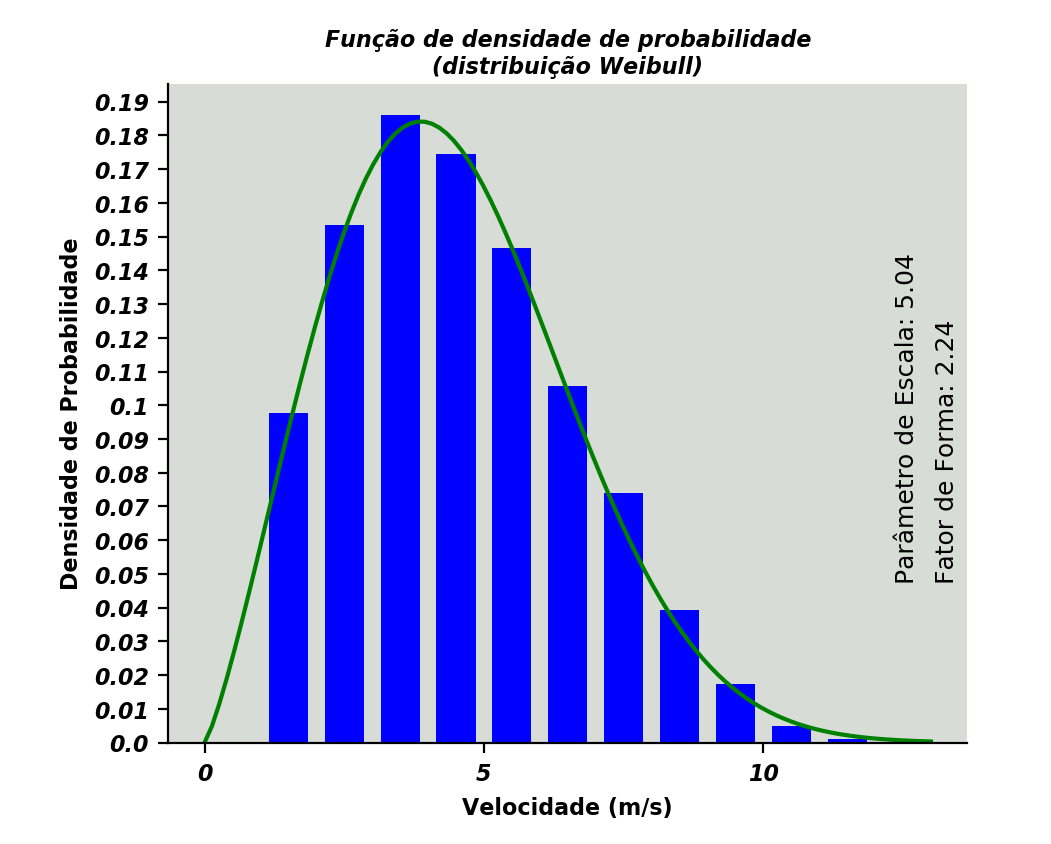 Função de densidade de probabilidade
(distribuição Weibull)
0.19
0.18
0.17
0.16
0.15
0.14
0.13
0.12
0.11
0.1
0.09
0.08
0.07
0.06
0.05
0.04
0.03
0.02
0.01
0.0
Densidade de Probabilidade
0 5 10
Velocidade (m/s)
Parâmetro de Escala: 5.04
Fator de Forma: 2.24